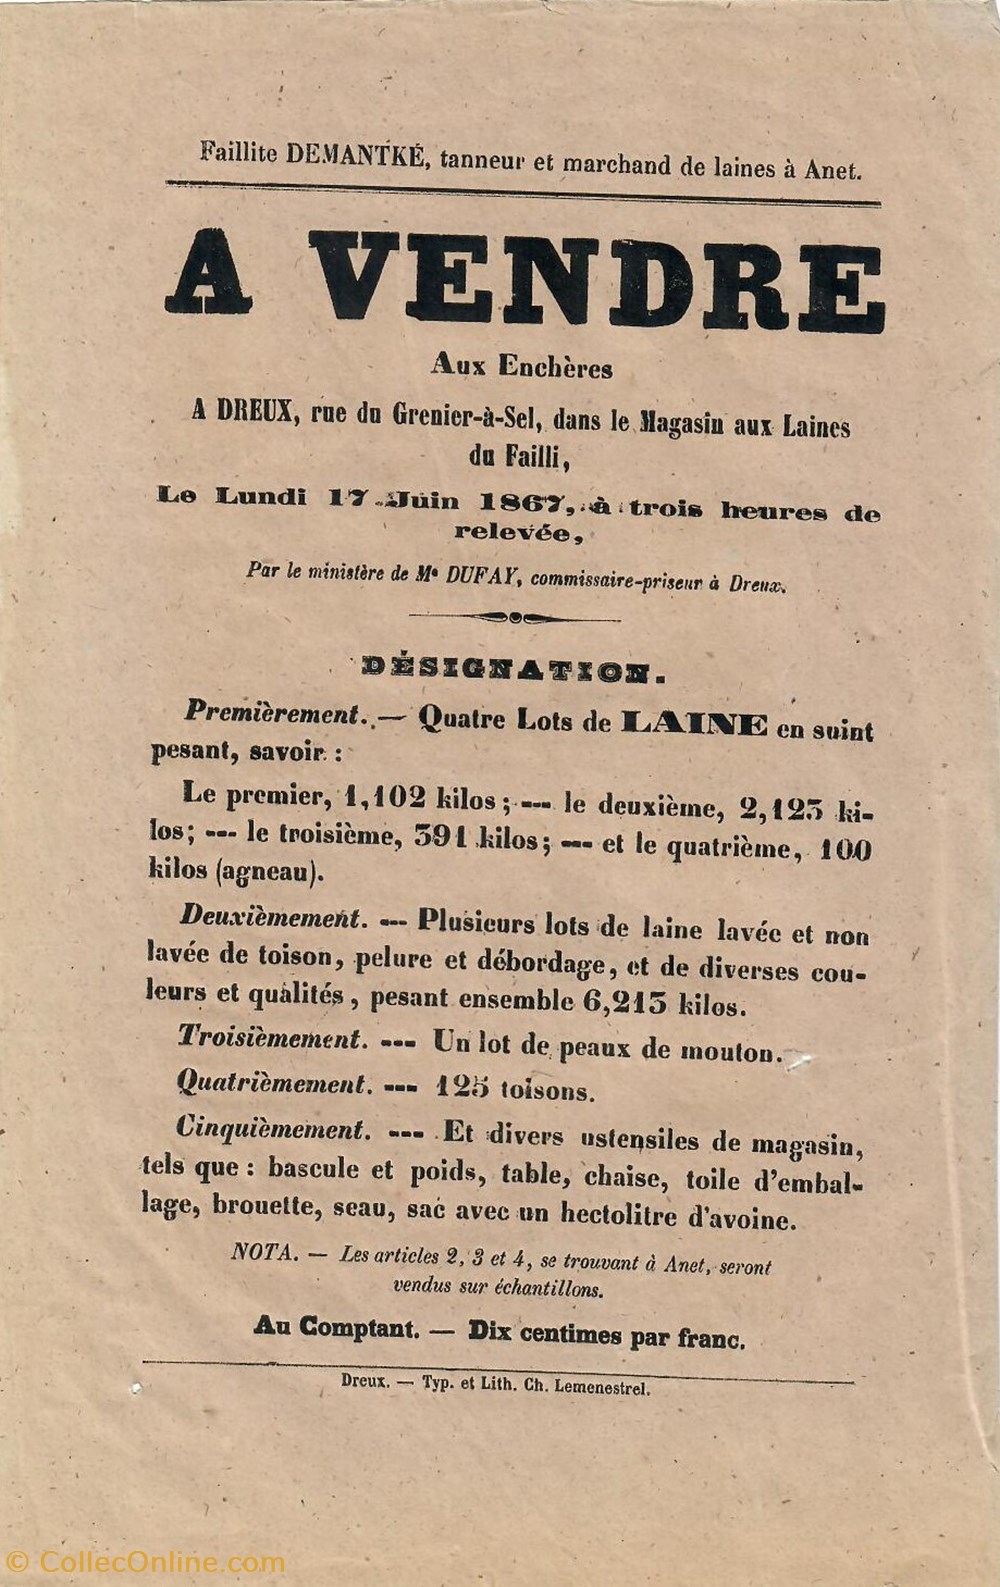 Faillite DEMANTKÉ, tanneur et marchand de laines à Anet.
A VENDRE
Aux Enchères
A DREUX, rue du Grenier-à-Sel, dans le Magasin aux Laines
du Failli,
Le Lundi 17 Juin 1867, à trois heures de
relevée,
Par le ministère de Me DUFAY, commissaire-priseur à Dreux.
DÉSIGNATION.
Premièrement. — Quatre Lots de LAINE en suint
pesant, savoir :
Le premier, 1,102 kilos ; --- le deuxième, 2,123 ki-
los; --- le troisième, 391 kilos ; --- et le quatrième, 100
kilos (agneau).
Deuxièmement. --- Plusieurs lots de laine lavée et non
lavée de toison, pelure et débordage, et de diverses cou-
leurs et qualités, pesant ensemble 6,213 kilos.
Troisièmement. --- Un lot de peaux de mouton.
Quatrièmement. --- 125 toisons.
Cinquièmement. --- Et divers ustensiles de magasin,
tels que : bascule et poids, table, chaise, toile d'embal-
lage, brouette, seau, sac avec un hectolitre d'avoine.
NOTA. — Les articles 2, 3 et 4, se trouvant à Anet, seront
vendus sur échantillons.
Au Comptant. — Dix centimes par franc.
Dreux. — Typ. et Lith. Ch. Lemenestrel.
© CollecOnline.com